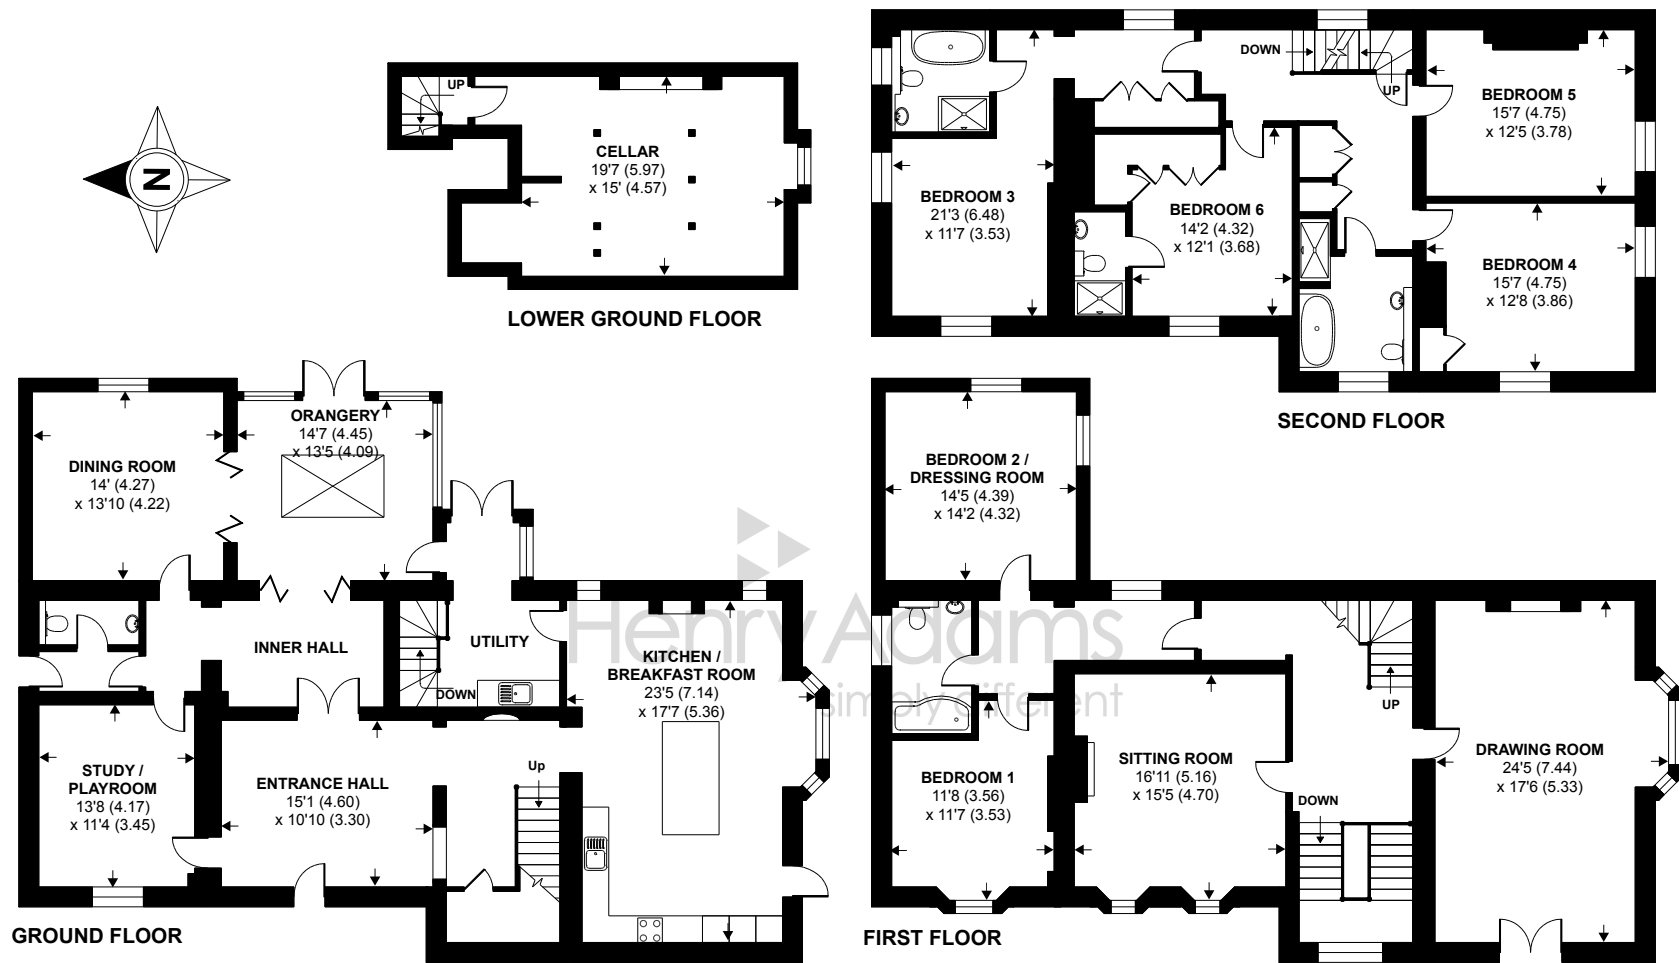 N
UP
CELLAR
19'7 (5.97)
x 15' (4.57)
LOWER GROUND FLOOR
DOWN
UP
BEDROOM 5
15'7 (4.75)
x 12'5 (3.78)
BEDROOM 3
21'3 (6.48)
x 11'7 (3.53)
BEDROOM 6
14'2 (4.32)
x 12'1 (3.68)
BEDROOM 4
15'7 (4.75)
x 12'8 (3.86)
SECOND FLOOR
ORANGERY
14'7 (4.45)
x 13'5 (4.09)
DINING ROOM
14' (4.27)
x 13'10 (4.22)
INNER HALL
UTILITY
DOWN
KITCHEN /
BREAKFAST ROOM
23'5 (7.14)
x 17'7 (5.36)
STUDY /
PLAYROOM
13'8 (4.17)
x 11'4 (3.45)
ENTRANCE HALL
15'1 (4.60)
x 10'10 (3.30)
Up
GROUND FLOOR
BEDROOM 2 /
DRESSING ROOM
14'5 (4.39)
x 14'2 (4.32)
Henry Adams
simply different
UP
BEDROOM 1
11'8 (3.56)
x 11'7 (3.53)
SITTING ROOM
16'11 (5.16)
x 15'5 (4.70)
DOWN
DRAWING ROOM
24'5 (7.44)
x 17'6 (5.33)
FIRST FLOOR